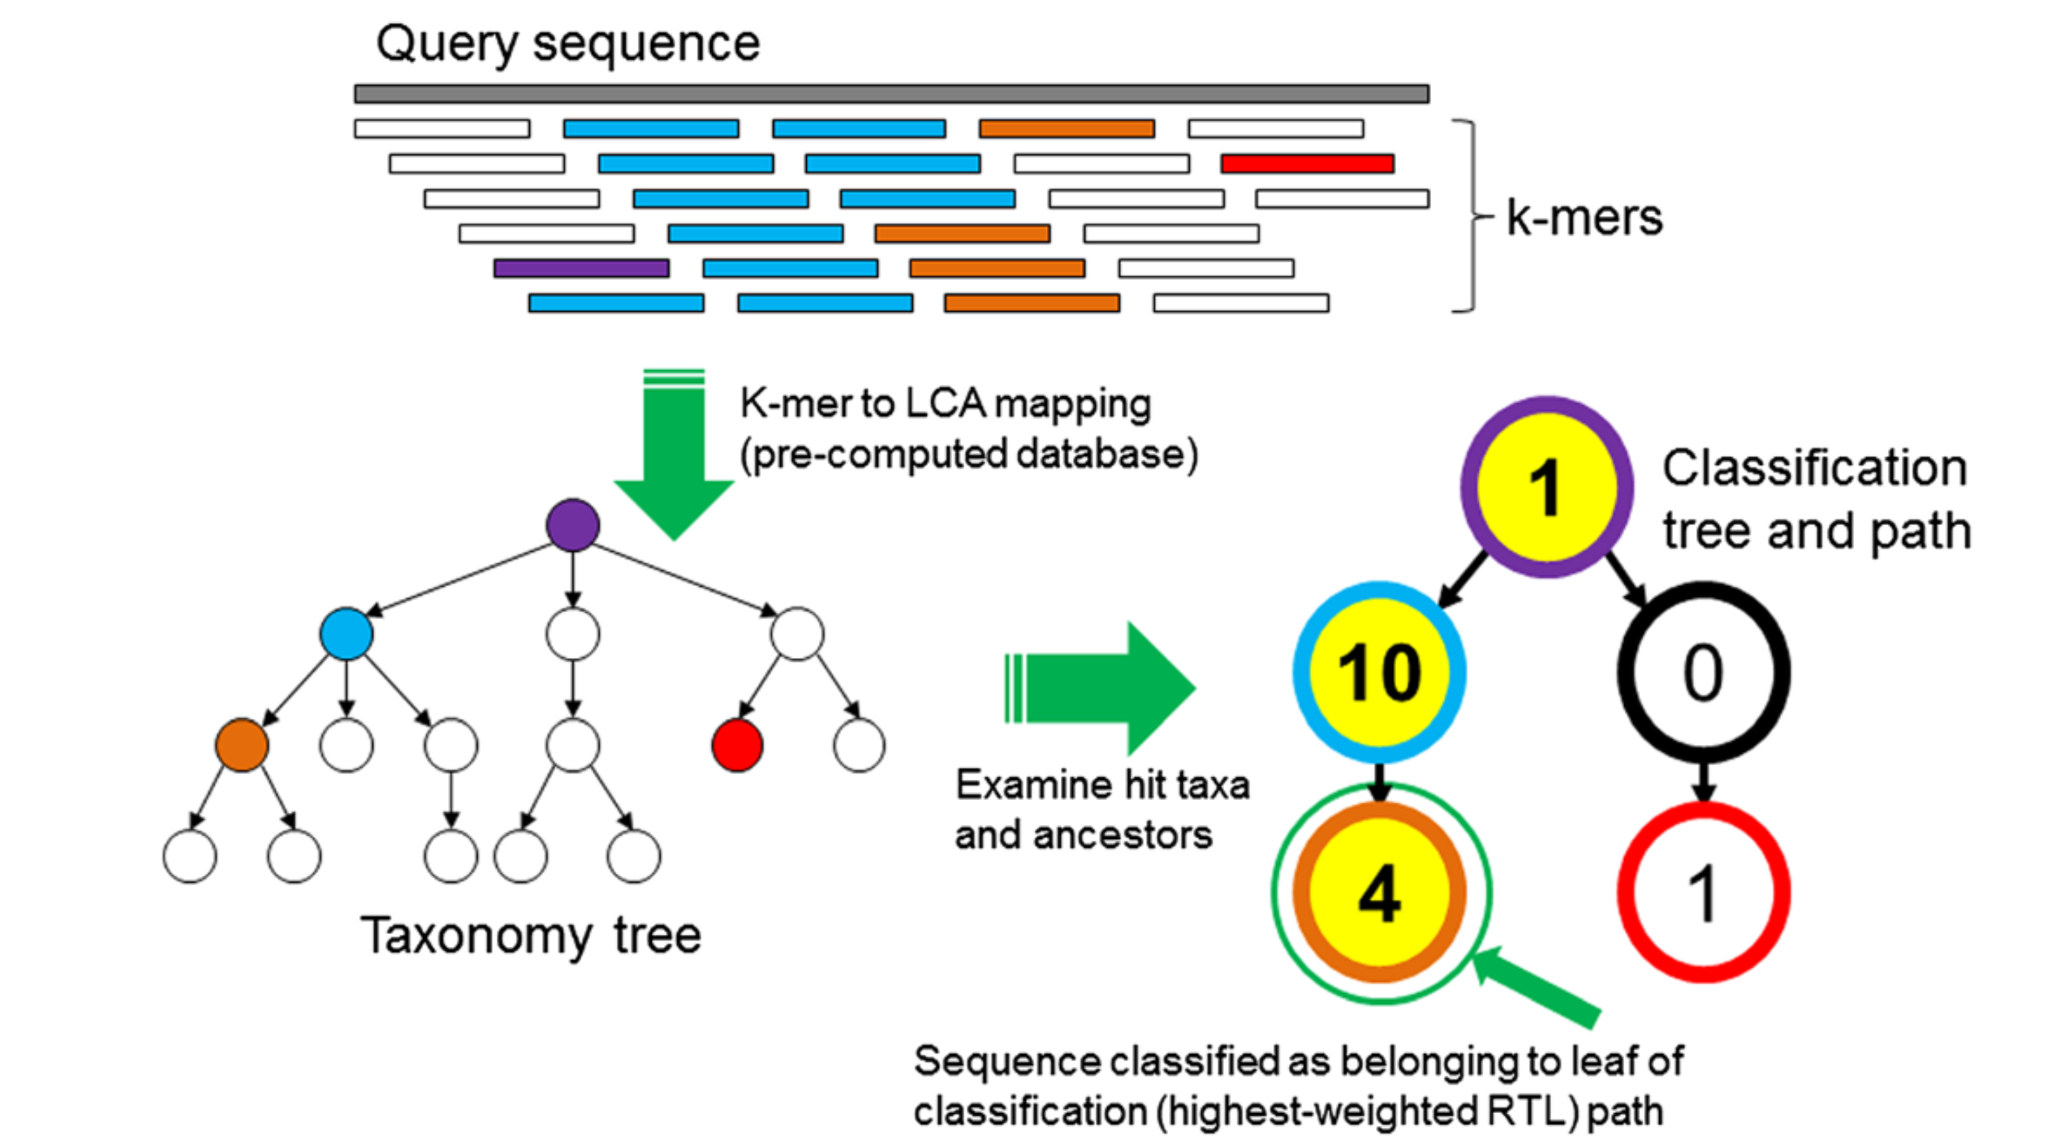 Query sequence
k-mers
K-mer to LCA mapping
(pre-computed database)
Classification
tree and path
1
10
0
4
1
Examine hit taxa
and ancestors
Taxonomy tree
Sequence classified as belonging to leaf of
classification (highest-weighted RTL) path